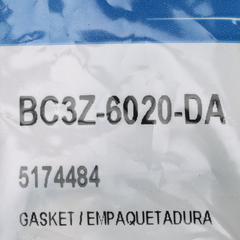 BC3Z-6020-DA
5174484
GASKET / EMPAQUETADURA